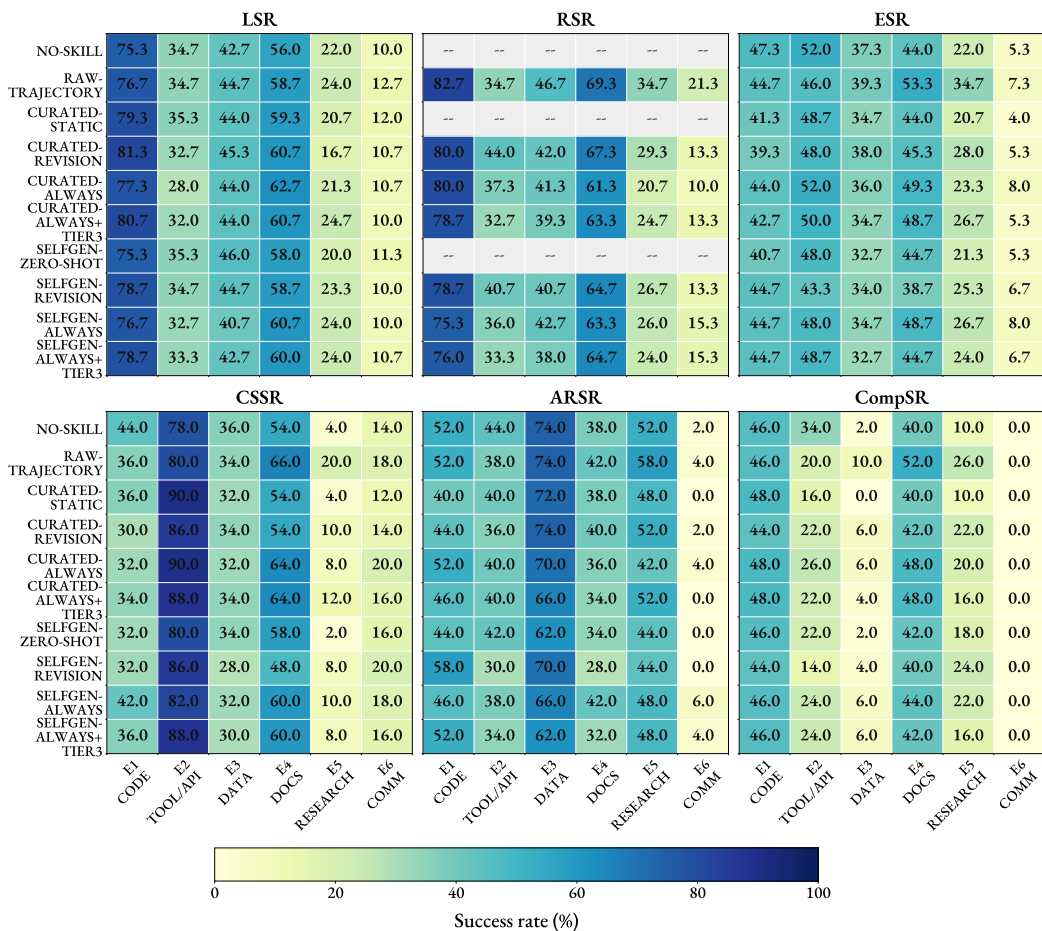 LSR RSR ESR
NO-SKILL 75.3 34.7 42.7 56.0 22.0 10.0 -- -- -- -- -- -- 47.3 52.0 37.3 44.0 22.0 5.3
RAW-
TRAJECTORY 76.7 34.7 44.7 58.7 24.0 12.7 82.7 34.7 46.7 69.3 34.7 21.3 44.7 46.0 39.3 53.3 34.7 7.3
CURATED-
STATIC 79.3 35.3 44.0 59.3 20.7 12.0 -- -- -- -- -- -- 41.3 48.7 34.7 44.0 20.7 4.0
CURATED-
REVISION 81.3 32.7 45.3 60.7 16.7 10.7 80.0 44.0 42.0 67.3 29.3 13.3 39.3 48.0 38.0 45.3 28.0 5.3
CURATED-
ALWAYS 77.3 28.0 44.0 62.7 21.3 10.7 80.0 37.3 41.3 61.3 20.7 10.0 44.0 52.0 36.0 49.3 23.3 8.0
CURATED-
ALWAYS+ 80.7 32.0 44.0 60.7 24.7 10.0 78.7 32.7 39.3 63.3 24.7 13.3 42.7 50.0 34.7 48.7 26.7 5.3
TIER3
SELFGEN-
ZERO-SHOT 75.3 35.3 46.0 58.0 20.0 11.3 -- -- -- -- -- -- 40.7 48.0 32.7 44.7 21.3 5.3
SELFGEN-
REVISION 78.7 34.7 44.7 58.7 23.3 10.0 78.7 40.7 40.7 64.7 26.7 13.3 44.7 43.3 34.0 38.7 25.3 6.7
SELFGEN-
ALWAYS 76.7 32.7 40.7 60.7 24.0 10.0 75.3 36.0 42.7 63.3 26.0 15.3 44.7 48.0 34.7 48.7 26.7 8.0
SELFGEN-
ALWAYS+ 78.7 33.3 42.7 60.0 24.0 10.7 76.0 33.3 38.0 64.7 24.0 15.3 44.7 48.7 32.7 44.7 24.0 6.7
TIER3
CSSR ARSR CompSR
NO-SKILL 44.0 78.0 36.0 54.0 4.0 14.0 52.0 44.0 74.0 38.0 52.0 2.0 46.0 34.0 2.0 40.0 10.0 0.0
RAW-
TRAJECTORY 36.0 80.0 34.0 66.0 20.0 18.0 52.0 38.0 74.0 42.0 58.0 4.0 46.0 20.0 10.0 52.0 26.0 0.0
CURATED-
STATIC 36.0 90.0 32.0 54.0 4.0 12.0 40.0 40.0 72.0 38.0 48.0 0.0 48.0 16.0 0.0 40.0 10.0 0.0
CURATED-
REVISION 30.0 86.0 34.0 54.0 10.0 14.0 44.0 40.0 74.0 40.0 52.0 2.0 44.0 22.0 6.0 42.0 22.0 0.0
CURATED-
ALWAYS 32.0 90.0 32.0 64.0 8.0 20.0 52.0 40.0 70.0 36.0 42.0 4.0 48.0 26.0 6.0 48.0 20.0 0.0
CURATED-
ALWAYS+ 34.0 88.0 34.0 64.0 12.0 16.0 46.0 40.0 66.0 34.0 52.0 0.0 48.0 22.0 4.0 48.0 16.0 0.0
TIER3
SELFGEN-
ZERO-SHOT 32.0 80.0 34.0 58.0 2.0 16.0 44.0 42.0 62.0 34.0 44.0 0.0 46.0 22.0 2.0 42.0 18.0 0.0
SELFGEN-
REVISION 32.0 86.0 28.0 48.0 8.0 20.0 58.0 30.0 70.0 28.0 44.0 0.0 44.0 14.0 4.0 40.0 24.0 0.0
SELFGEN-
ALWAYS 42.0 82.0 32.0 60.0 10.0 18.0 46.0 38.0 66.0 42.0 48.0 6.0 46.0 24.0 6.0 44.0 22.0 0.0
SELFGEN-
ALWAYS+ 36.0 88.0 30.0 60.0 8.0 16.0 52.0 34.0 62.0 32.0 48.0 4.0 46.0 24.0 6.0 42.0 16.0 0.0
TIER3
E1 E2 E3 E4 E5 E6 E1 E2 E3 E4 E5 E6 E1 E2 E3 E4 E5 E6
CODE TOOL/API DATA DOCS RESEARCH COMM CODE TOOL/API DATA DOCS RESEARCH COMM CODE TOOL/API DATA DOCS RESEARCH COMM
0 20 40 60 80 100
Success rate (%)